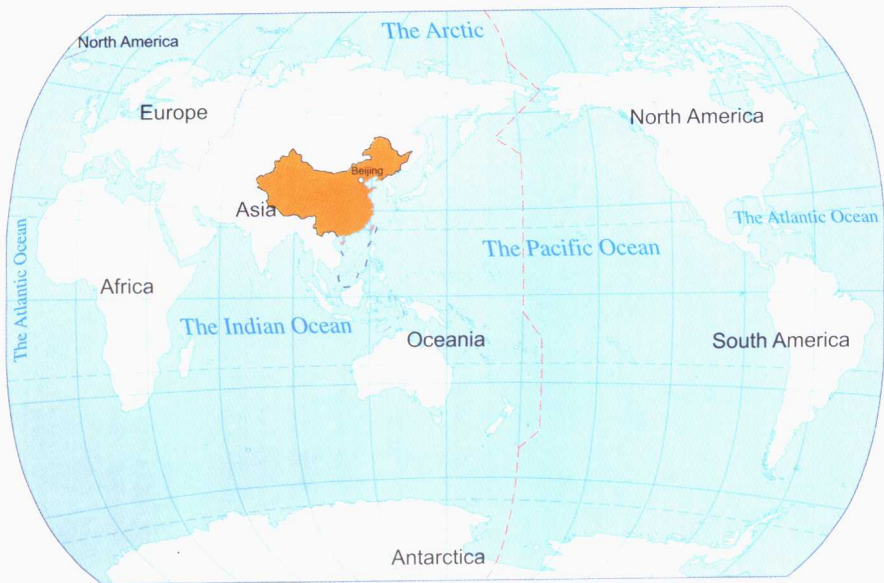 The Arctic
North America
Europe
North America
Beijing
Asia
The Atlantic Ocean
The Pacific Ocean
The Atlantic Ocean
Africa
The Indian Ocean
Oceania
South America
Antarctica